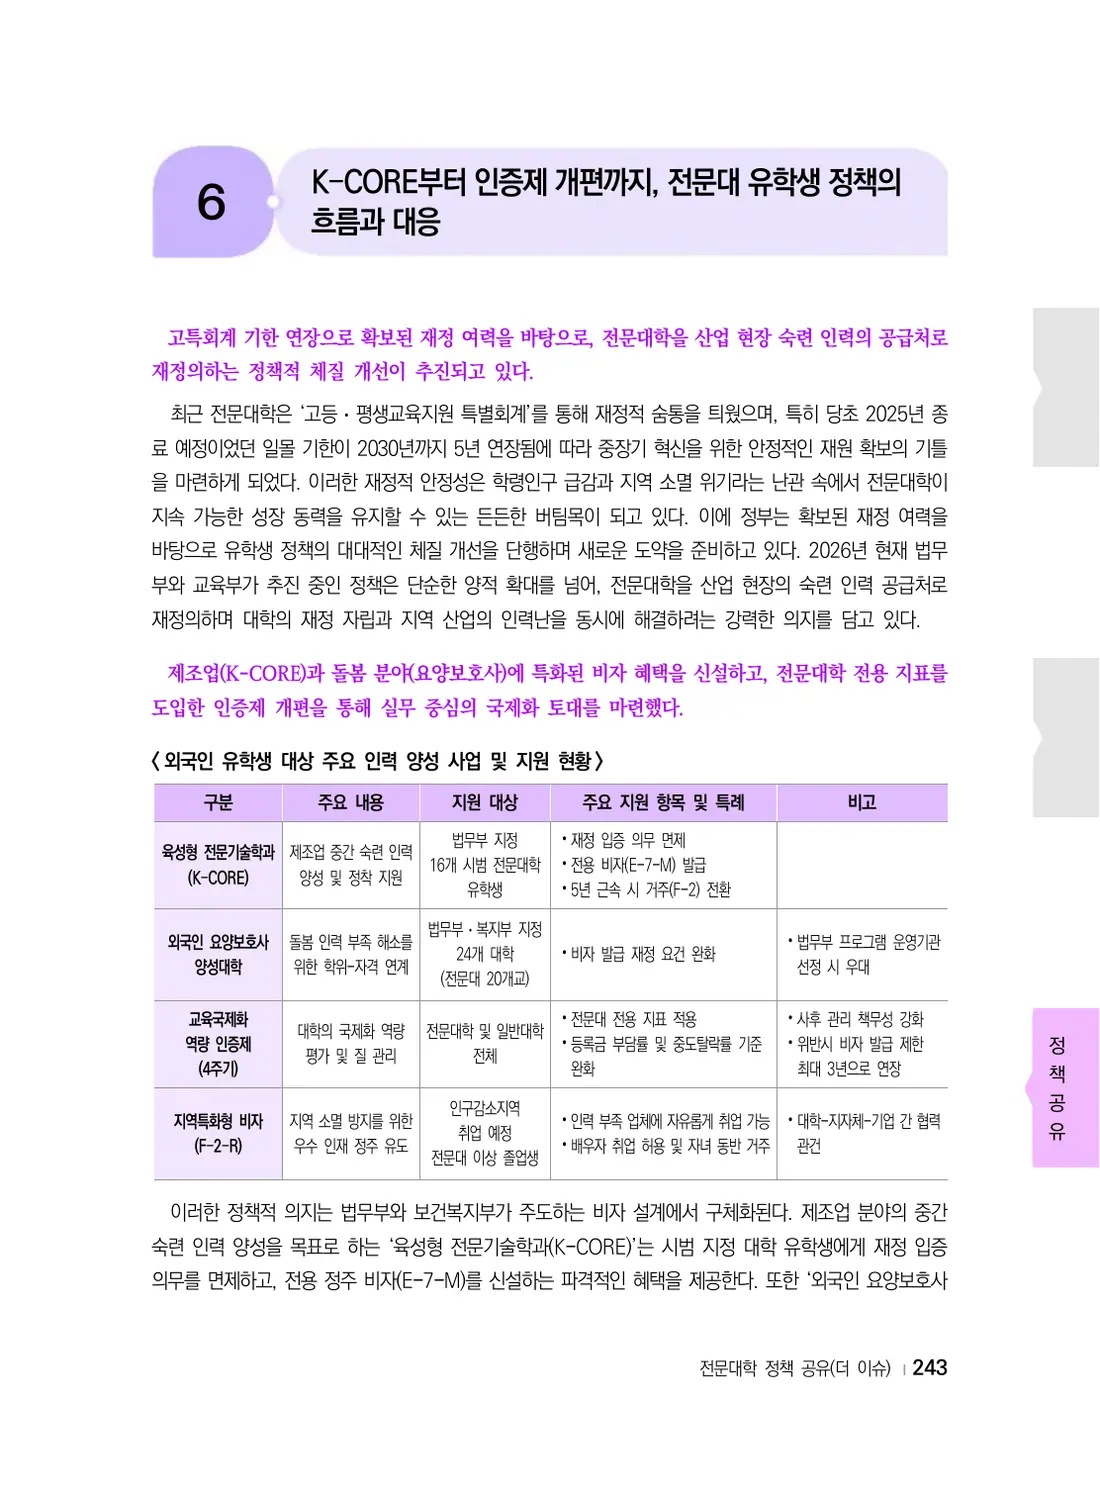 6
K-CORE부터 인증제 개편까지, 전문대 유학생 정책의
흐름과 대응
고특회계 기한 연장으로 확보된 재정 여력을 바탕으로, 전문대학을 산업 현장 숙련 인력의 공급처로
재정의하는 정책적 체질 개선이 추진되고 있다.
최근 전문대학은 ‘고등·평생교육지원 특별회계’를 통해 재정적 숨통을 틔웠으며, 특히 당초 2025년 종
료 예정이었던 일몰 기한이 2030년까지 5년 연장됨에 따라 중장기 혁신을 위한 안정적인 재원 확보의 기틀
을 마련하게 되었다. 이러한 재정적 안정성은 학령인구 급감과 지역 소멸 위기라는 난관 속에서 전문대학이
지속 가능한 성장 동력을 유지할 수 있는 든든한 버팀목이 되고 있다. 이에 정부는 확보된 재정 여력을
바탕으로 유학생 정책의 대대적인 체질 개선을 단행하며 새로운 도약을 준비하고 있다. 2026년 현재 법무
부와 교육부가 추진 중인 정책은 단순한 양적 확대를 넘어, 전문대학을 산업 현장의 숙련 인력 공급처로
재정의하며 대학의 재정 자립과 지역 산업의 인력난을 동시에 해결하려는 강력한 의지를 담고 있다.
제조업(K-CORE)과 돌봄 분야(요양보호사)에 특화된 비자 혜택을 신설하고, 전문대학 전용 지표를
도입한 인증제 개편을 통해 실무 중심의 국제화 토대를 마련했다.
〈외국인 유학생 대상 주요 인력 양성 사업 및 지원 현황〉
구분 주요 내용 지원 대상 주요 지원 항목 및 특례 비고
육성형 전문기술학과
(K-CORE)
제조업 중간 숙련 인력
양성 및 정착 지원
법무부 지정
16개 시범 전문대학
유학생
• 재정 입증 의무 면제
• 전용 비자(E-7-M) 발급
• 5년 근속 시 거주(F-2) 전환
외국인 요양보호사
양성대학
돌봄 인력 부족 해소를
위한 학위-자격 연계
법무부·복지부 지정
24개 대학
(전문대 20개교)
• 비자 발급 재정 요건 완화
• 법무부 프로그램 운영기관
선정 시 우대
교육국제화
역량 인증제
(4주기)
대학의 국제화 역량
평가 및 질 관리
전문대학 및 일반대학
전체
• 전문대 전용 지표 적용
• 등록금 부담률 및 중도탈락률 기준
완화
• 사후 관리 책무성 강화
• 위반시 비자 발급 제한
최대 3년으로 연장
지역특화형 비자
(F-2-R)
지역 소멸 방지를 위한
우수 인재 정주 유도
인구감소지역
취업 예정
전문대 이상 졸업생
• 인력 부족 업체에 자유롭게 취업 가능
• 배우자 취업 허용 및 자녀 동반 거주
• 대학-지자체-기업 간 협력
관건
이러한 정책적 의지는 법무부와 보건복지부가 주도하는 비자 설계에서 구체화된다. 제조업 분야의 중간
숙련 인력 양성을 목표로 하는 ‘육성형 전문기술학과(K-CORE)’는 시범 지정 대학 유학생에게 재정 입증
의무를 면제하고, 전용 정주 비자(E-7-M)를 신설하는 파격적인 혜택을 제공한다. 또한 ‘외국인 요양보호사
정
책
공
유
전문대학 정책 공유(더 이슈) | 243